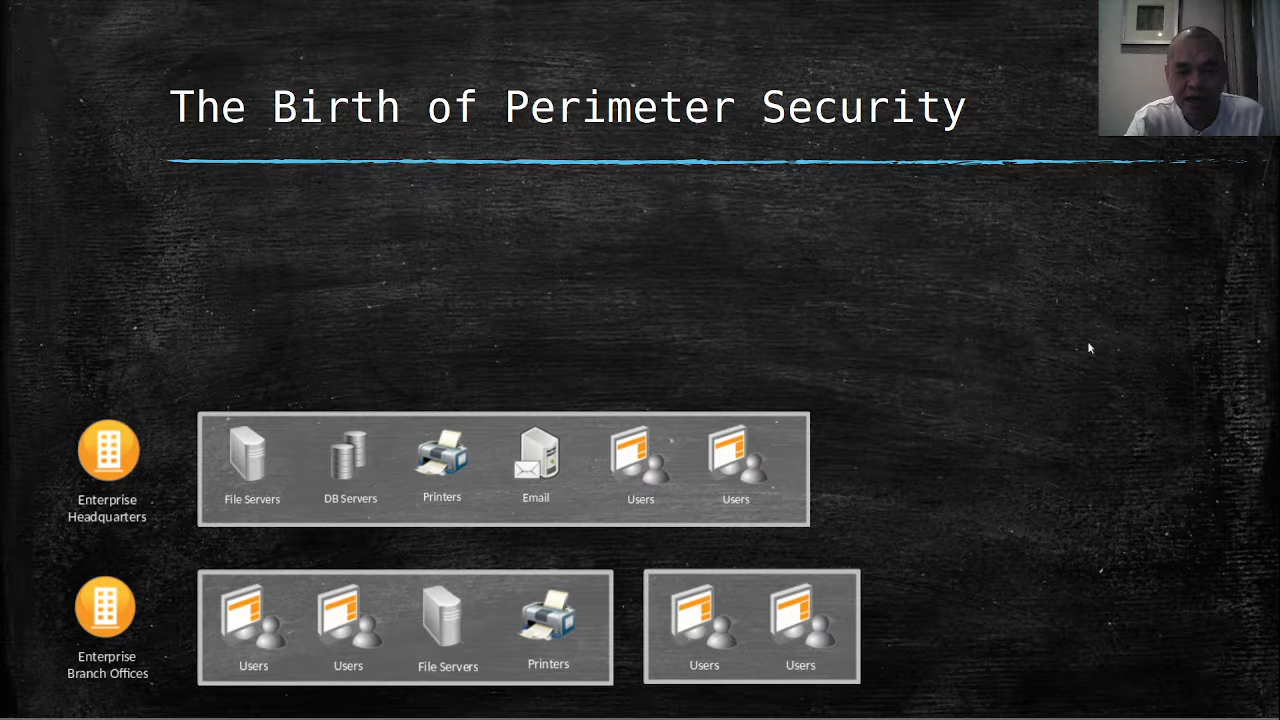 The Birth of Perimeter Security
Enterprise
Headquarters
File Servers
DB Servers
Printers
Email
Users
Users
Enterprise
Branch Offices
Users
Users
File Servers
Printers
Users
Users